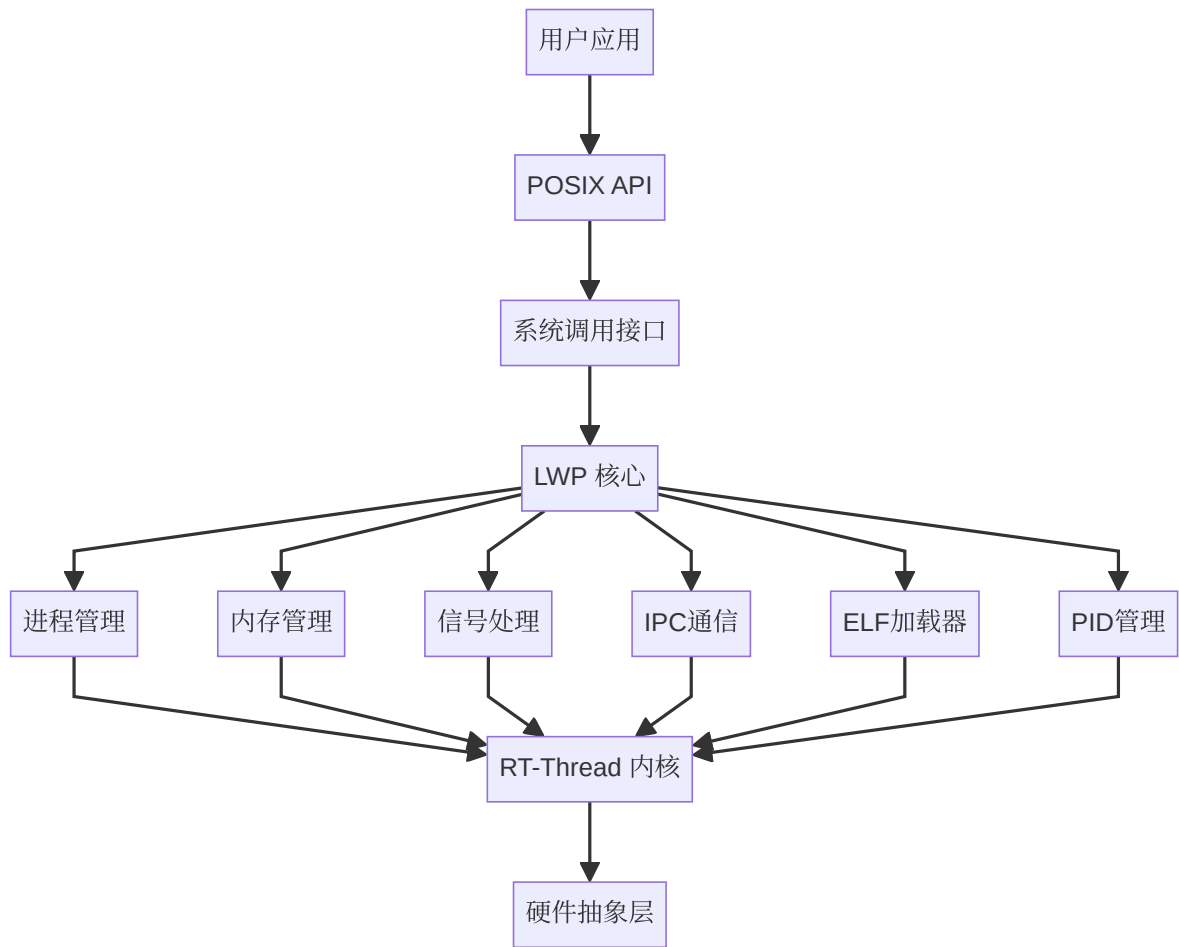 用户应用
POSIX API
系统调用接口
LWP 核心
进程管理
内存管理
信号处理
IPC通信
ELF加载器
PID管理
RT-Thread 内核
硬件抽象层